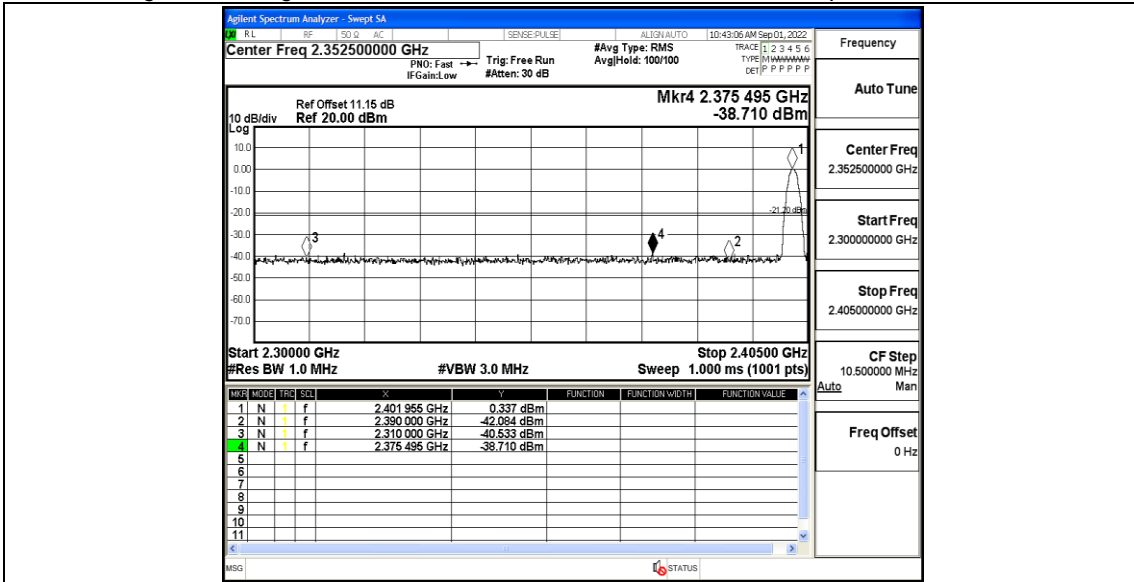 Agilent Spectrum Analyzer - Swept SA
LXI RL RF 50 Ω AC SENSE:PULSE ALIGNAUTO 10:43:06 AM Sep 01, 2022
Center Freq 2.352500000 GHz #Avg Type: RMS TRACE 1 2 3 4 5 6
PNO: Fast Trig: Free Run Avg|Hold: 100/100 TYPE M WWWWW
IFGain:Low #Atten: 30 dB DET P P P P P P
Mkr4 2.375 495 GHz
Ref Offset 11.15 dB
10 dB/div Ref 20.00 dBm -38.710 dBm
Log
10.0
0.00
-10.0
-20.0
-30.0
-40.0
-50.0
-60.0
-70.0
1
-21.20 dBm
3
4
2
Start 2.30000 GHz Stop 2.40500 GHz
#Res BW 1.0 MHz #VBW 3.0 MHz Sweep 1.000 ms (1001 pts)
MKR MODE TRC SCL X Y FUNCTION FUNCTION WIDTH FUNCTION VALUE
1 N 1 f 2.401 955 GHz 0.337 dBm
2 N 1 f 2.390 000 GHz -42.084 dBm
3 N 1 f 2.310 000 GHz -40.533 dBm
4 N 1 f 2.375 495 GHz -38.710 dBm
5
6
7
8
9
10
11
MSG STATUS
Frequency
Auto Tune
Center Freq
2.352500000 GHz
Start Freq
2.300000000 GHz
Stop Freq
2.405000000 GHz
CF Step
10.500000 MHz
Auto Man
Freq Offset
0 Hz